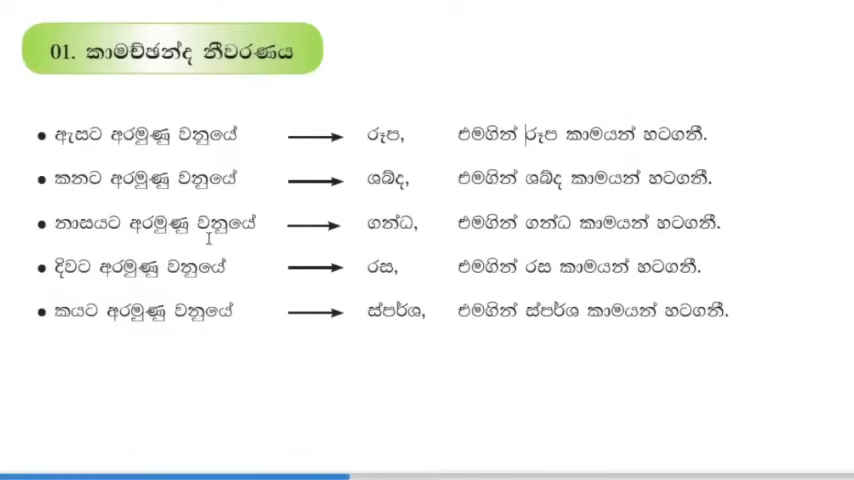 01. කාමච්ඡන්ද නීවරණය
• ඇසට අරමුණු වනුයේ → රූප, එමගින් රූප කාමයන් හටගනී.
• කනට අරමුණු වනුයේ → ශබ්ද, එමගින් ශබ්ද කාමයන් හටගනී.
• නාසයට අරමුණු වනුයේ → ගන්ධ, එමගින් ගන්ධ කාමයන් හටගනී.
• දිවට අරමුණු වනුයේ → රස, එමගින් රස කාමයන් හටගනී.
• කයට අරමුණු වනුයේ → ස්පර්ශ, එමගින් ස්පර්ශ කාමයන් හටගනී.